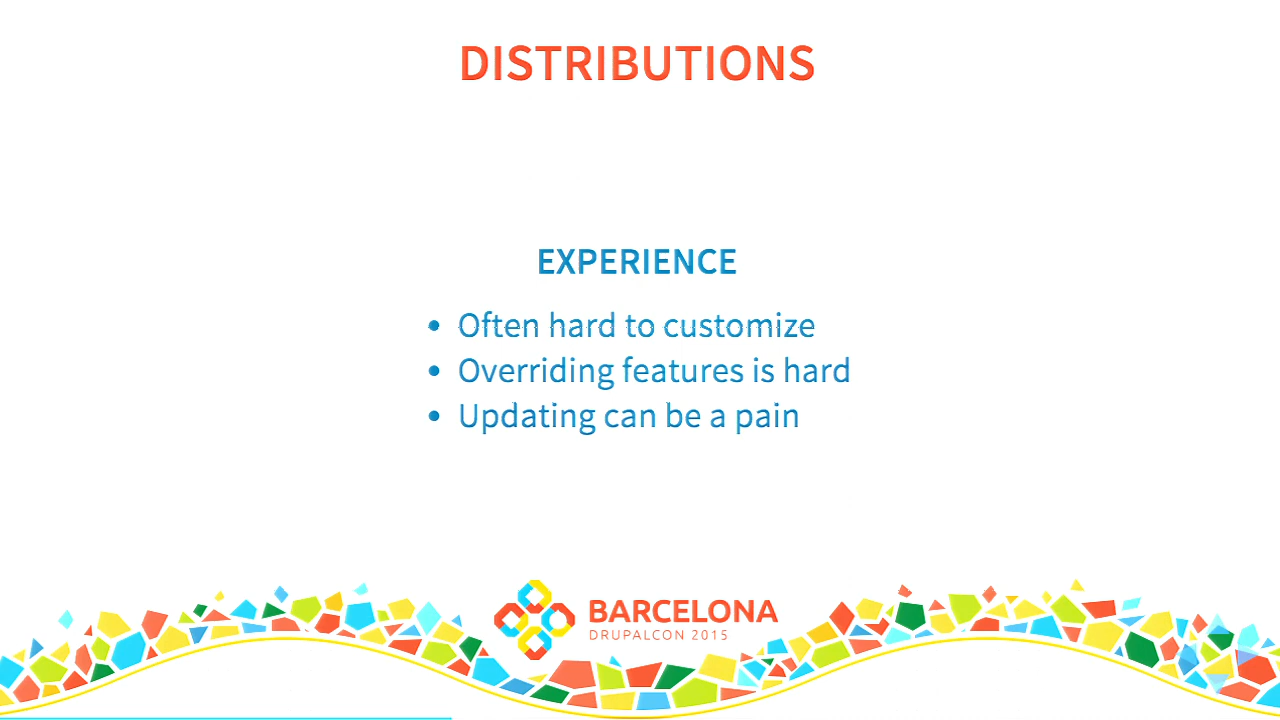 DISTRIBUTIONS
EXPERIENCE
• Often hard to customize
• Overriding features is hard
• Updating can be a pain
BARCELONA
DRUPALCON 2015